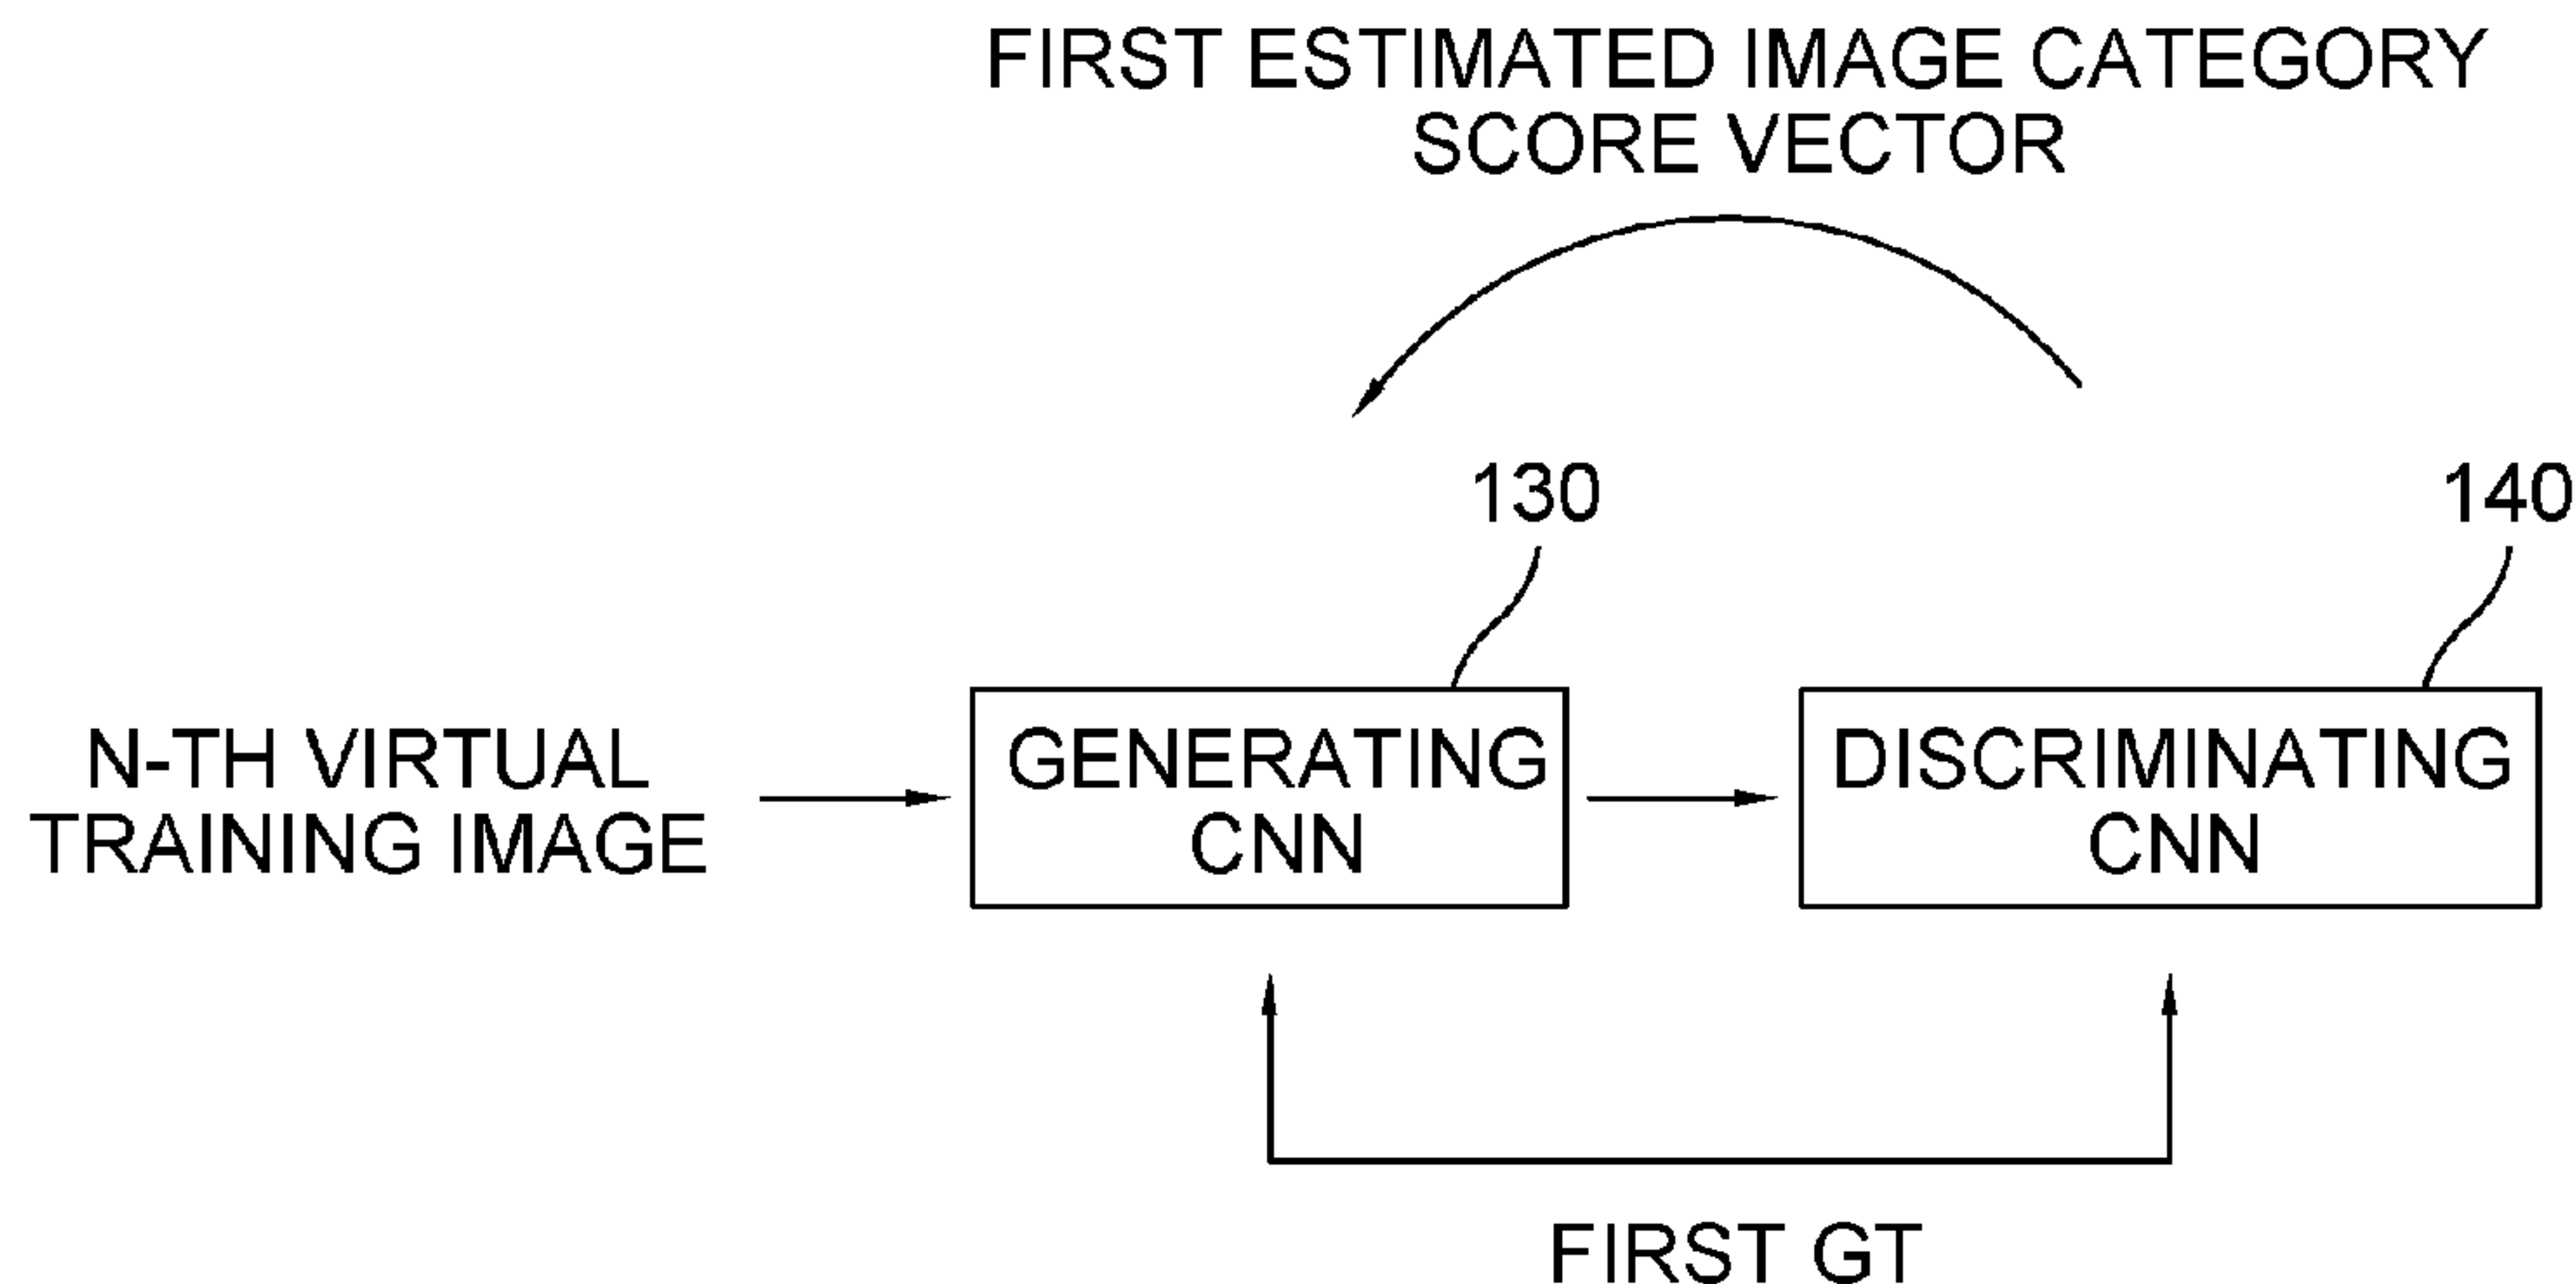 FIRST ESTIMATED IMAGE CATEGORY
SCORE VECTOR
130
140
N-TH VIRTUAL
TRAINING IMAGE
GENERATING
CNN
DISCRIMINATING
CNN
FIRST GT